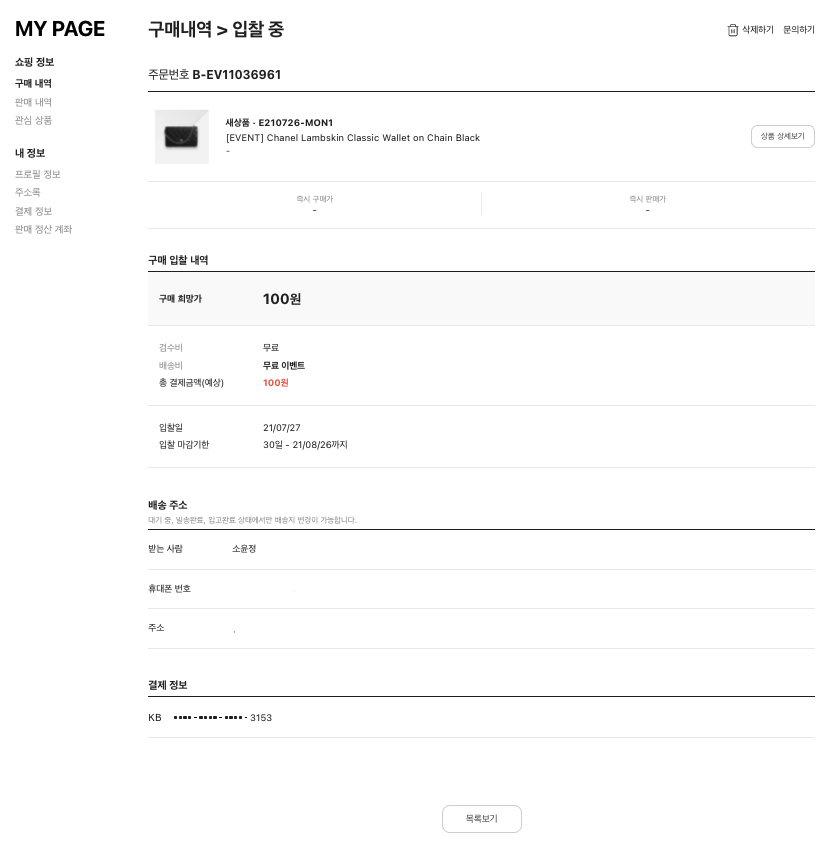 MY PAGE
쇼핑 정보
구매 내역
판매 내역
관심 상품
내 정보
프로필 정보
주소록
결제 정보
판매 정산 계좌
구매내역 > 입찰 중
삭제하기 문의하기
주문번호 B-EV11036961
새상품 · E210726-MON1
[EVENT] Chanel Lambskin Classic Wallet on Chain Black
-
상품 상세보기
즉시 구매가 즉시 판매가
- -
구매 입찰 내역
구매 희망가 100원
검수비 무료
배송비 무료 이벤트
총 결제금액(예상) 100원
입찰일 21/07/27
입찰 마감기한 30일 - 21/08/26까지
배송 주소
대기 중, 발송완료, 입고완료 상태에서만 배송지 변경이 가능합니다.
받는 사람 소윤정
휴대폰 번호
주소 ,
결제 정보
KB ••••-••••-••••-3153
목록보기